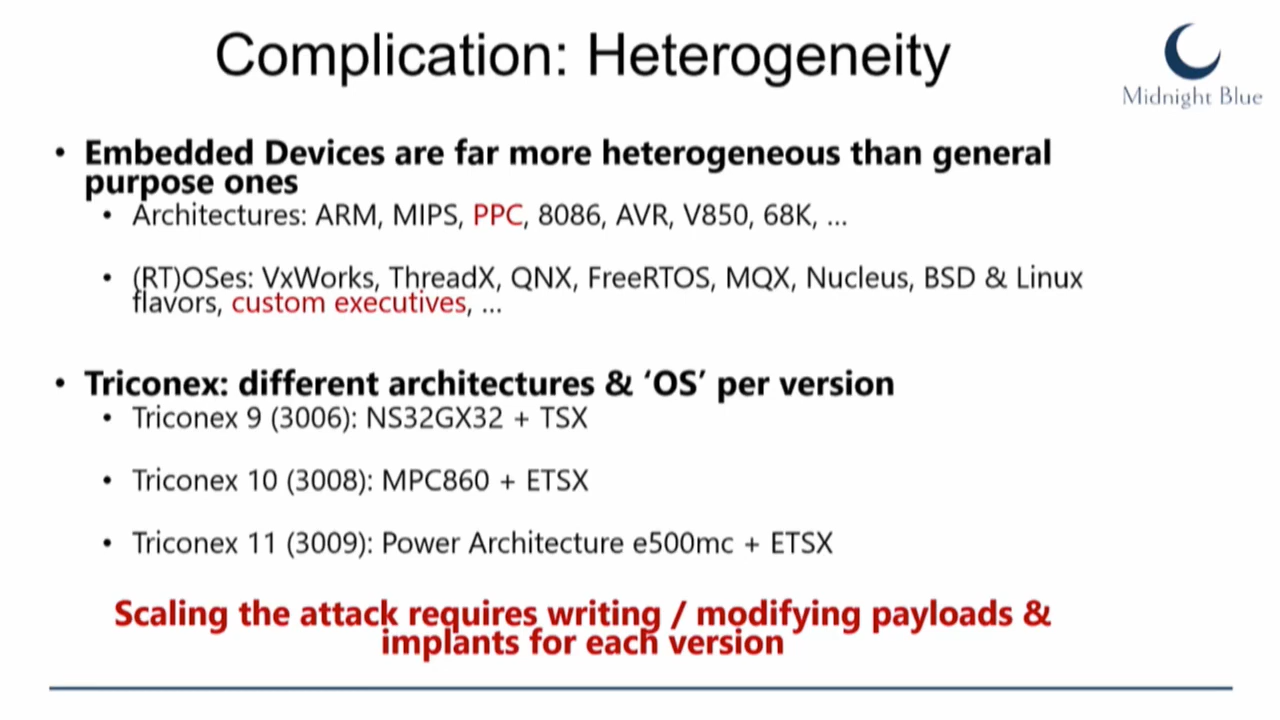 Complication: Heterogeneity
Midnight Blue
• Embedded Devices are far more heterogeneous than general
purpose ones
• Architectures: ARM, MIPS, PPC, 8086, AVR, V850, 68K, ...
• (RT)OSes: VxWorks, ThreadX, QNX, FreeRTOS, MQX, Nucleus, BSD & Linux
flavors, custom executives, ...
• Triconex: different architectures & ‘OS’ per version
• Triconex 9 (3006): NS32GX32 + TSX
• Triconex 10 (3008): MPC860 + ETSX
• Triconex 11 (3009): Power Architecture e500mc + ETSX
Scaling the attack requires writing / modifying payloads &
implants for each version